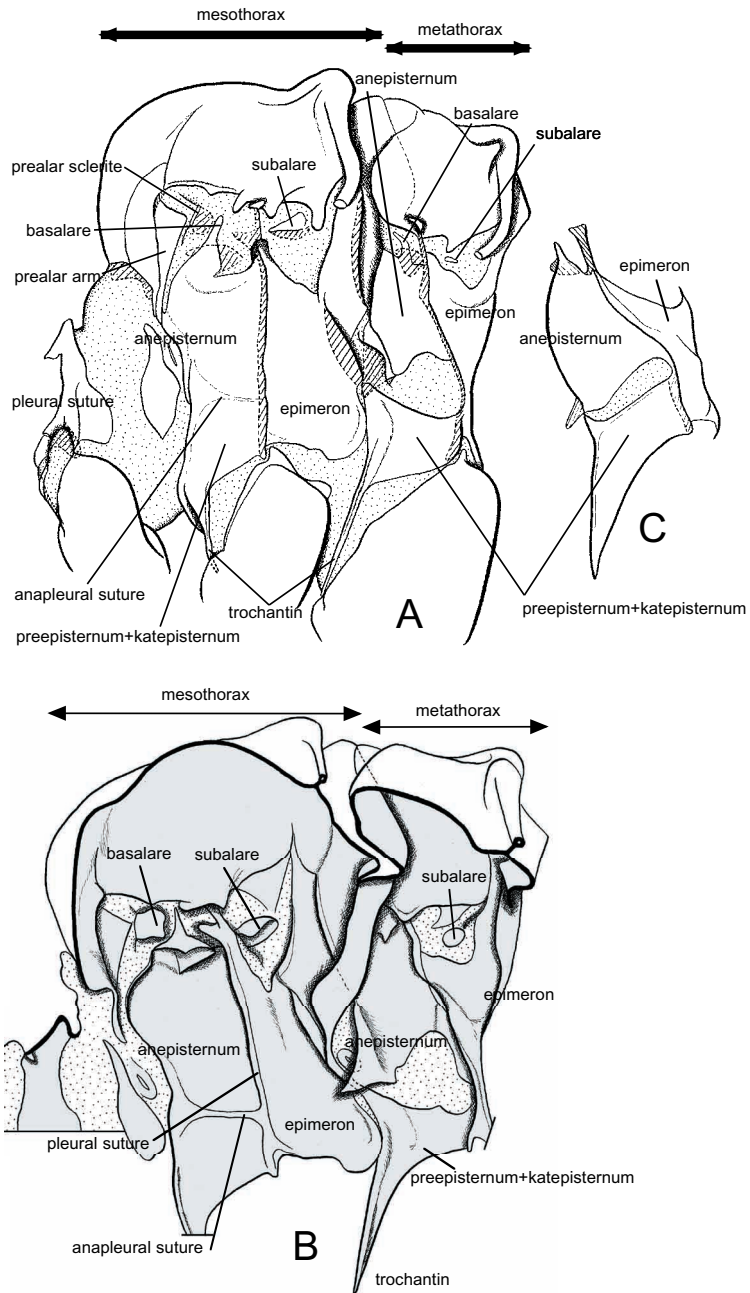 mesothorax
metathorax
anepisternum
basalare
subalare
prealar sclerite
subalare
basalare
prealar arm
epimeron
epimeron
anepisternum
anepisternum
pleural suture
epimeron
C
anapleural suture
trochantin
A
preepisternum+katepisternum
preepisternum+katepisternum
mesothorax
metathorax
basalare
subalare
subalare
epimeron
anepisternum
anepisternum
epimeron
pleural suture
preepisternum+katepisternum
anapleural suture
B
trochantin